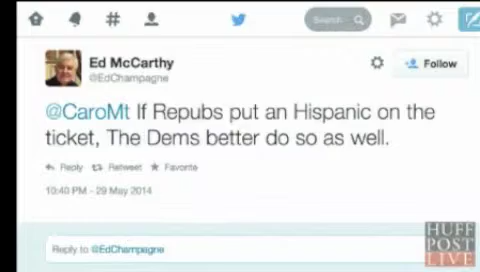 Search
Ed McCarthy
@EdChampagne
Follow
@CaroMt If Repubs put an Hispanic on the
ticket, The Dems better do so as well.
Reply Retweet Favorite
10:40 PM - 29 May 2014
Reply to @EdChampagne
HUFF
POST
LIVE